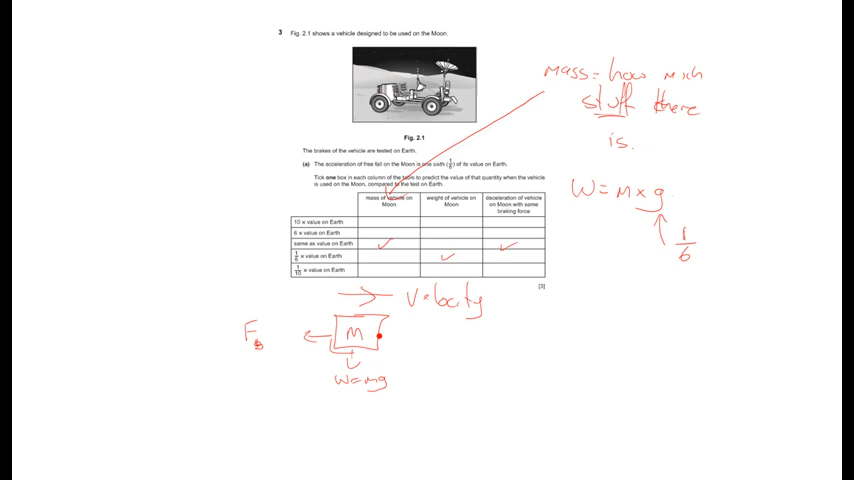 3 Fig. 2.1 shows a vehicle designed to be used on the Moon.
Fig. 2.1
The brakes of the vehicle are tested on Earth.
(a) The acceleration of free fall on the Moon is one sixth (1/6) of its value on Earth.
Tick one box in each column of the table to predict the value of that quantity when the vehicle
is used on the Moon, compared to the test on Earth.
mass of vehicle on
Moon
weight of vehicle on
Moon
deceleration of vehicle
on Moon with same
braking force
10 x value on Earth
6 x value on Earth
same as value on Earth ✓ ✓
1/6 x value on Earth ✓
1/10 x value on Earth
[3]
mass = how much
stuff there
is.
W = m x g.
1/6
Velocity
F
M
W=mg